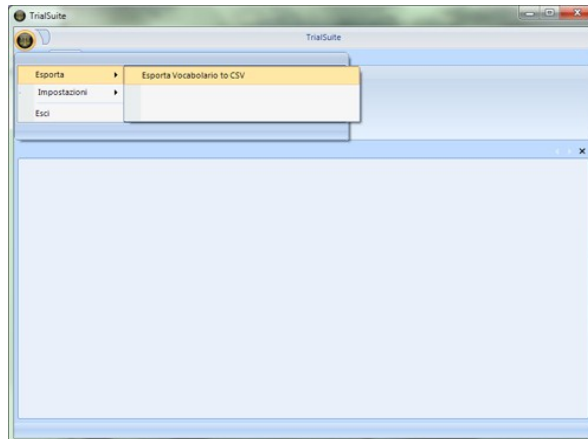 TrialSuite
TrialSuite
Esporta
Esporta Vocabolario to CSV
Impostazioni
Esci